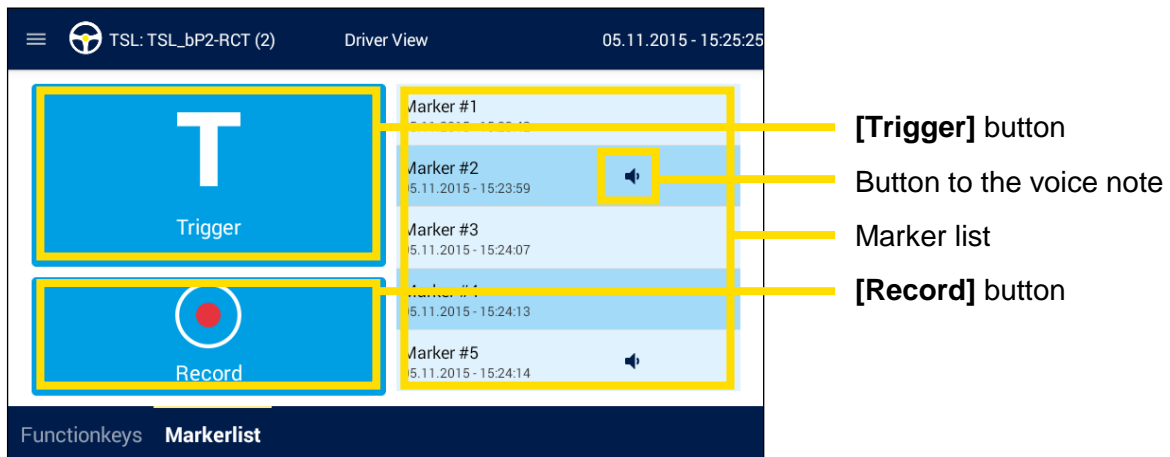 TSL: TSL_bP2-RCT (2) Driver View 05.11.2015 - 15:25:25
T
Trigger
Record
Marker #1
Marker #2
05.11.2015 - 15:23:59
Marker #3
05.11.2015 - 15:24:07
Marker #4
05.11.2015 - 15:24:13
Marker #5
05.11.2015 - 15:24:14
[Trigger] button
Button to the voice note
Marker list
[Record] button
Functionkeys Markerlist